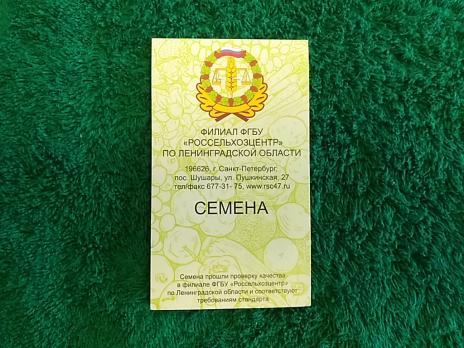 ФИЛИАЛ ФГБУ
«РОССЕЛЬХОЗЦЕНТР»
ПО ЛЕНИНГРАДСКОЙ ОБЛАСТИ
196626, г. Санкт-Петербург,
пос. Шушары, ул. Пушкинская, 27
тел/факс 677-31-75, www.rsc47.ru
СЕМЕНА
Семена прошли проверку качества
в филиале ФГБУ «Россельхозцентр»
по Ленинградской области и соответствуют
требованиям стандарта